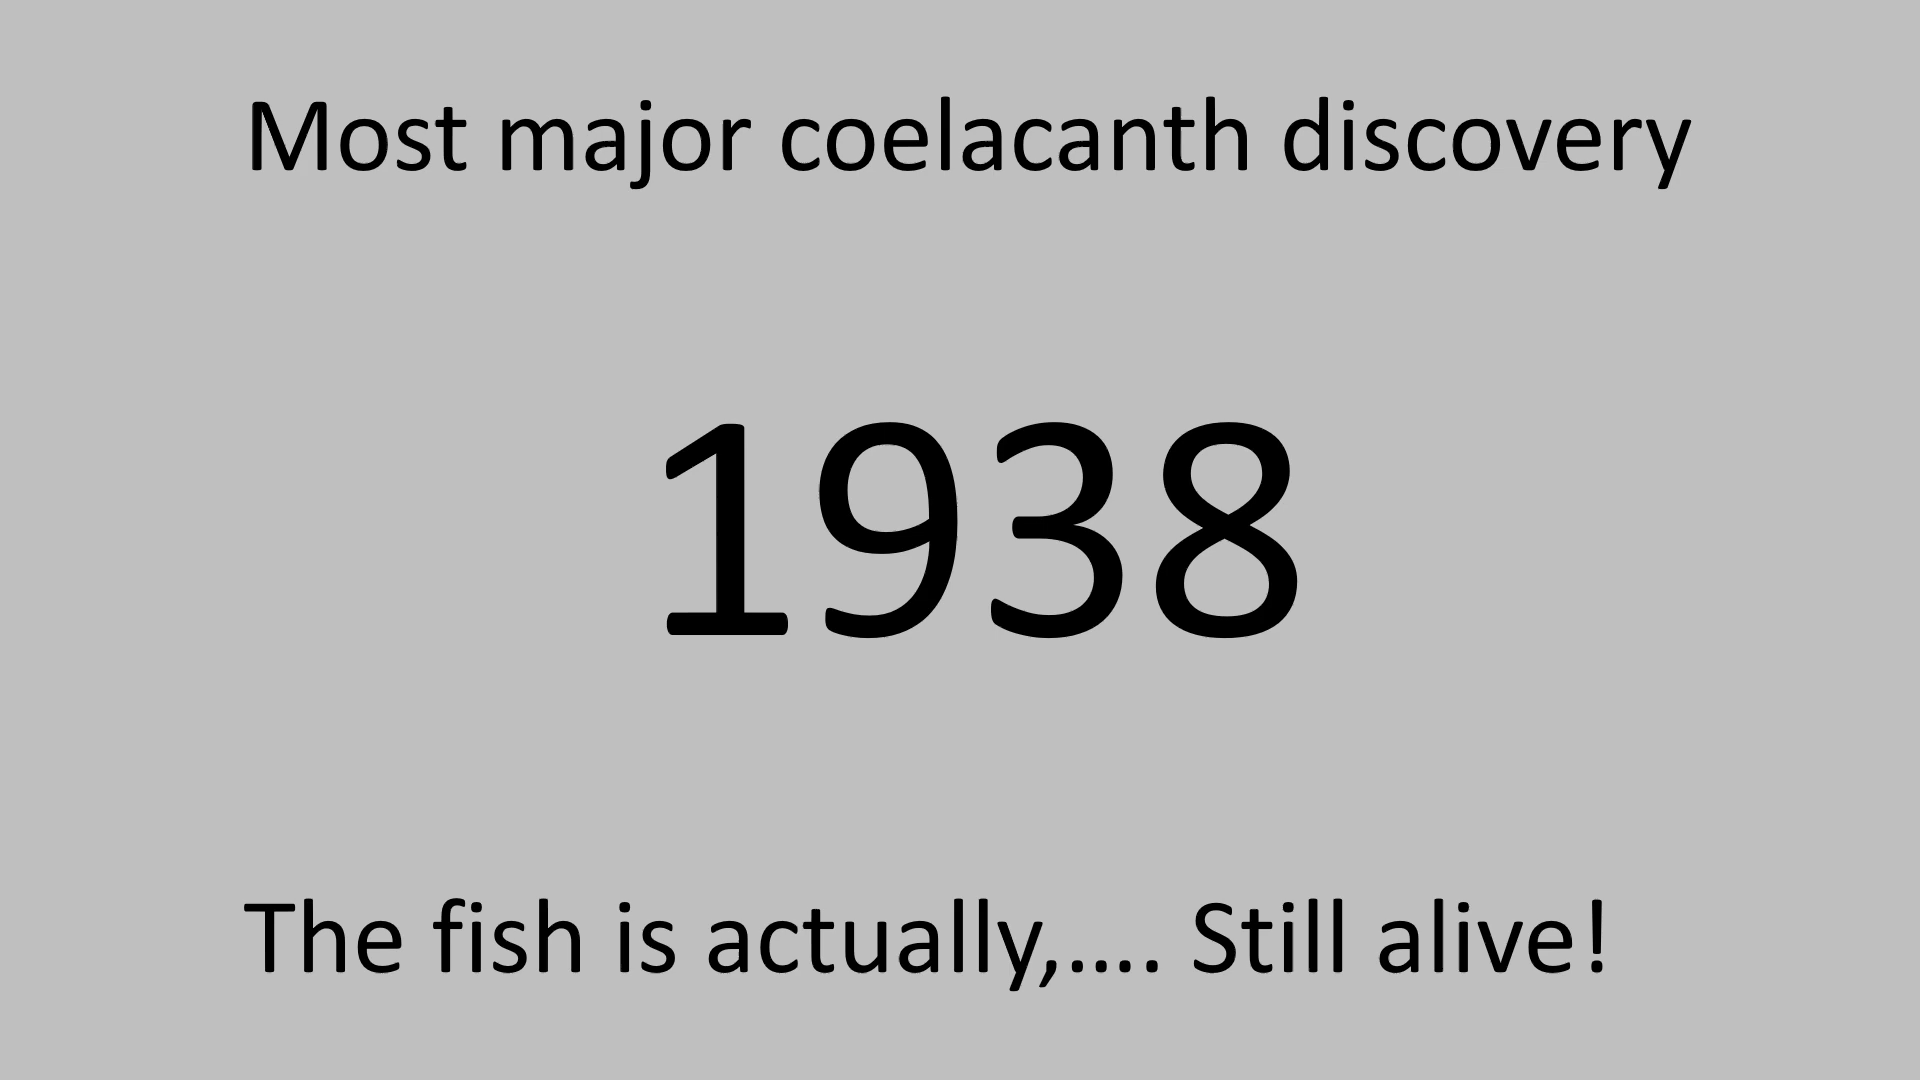 Most major coelacanth discovery
1938
The fish is actually,.... Still alive!